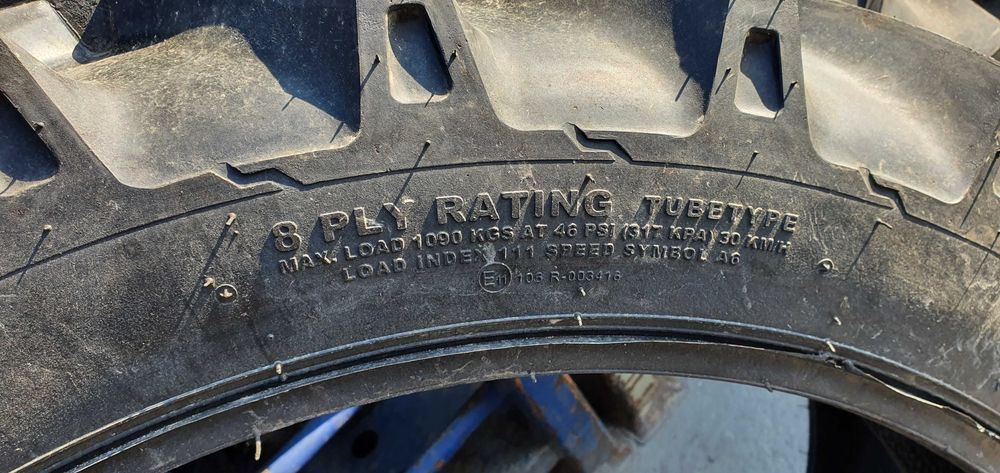 8 PLY RATING TUBETYPE
MAX. LOAD 1090 KGS AT 46 PSI (317 KPA) 30 KM/H
LOAD INDEX 111 SPEED SYMBOL A6
E11 106 R-003416